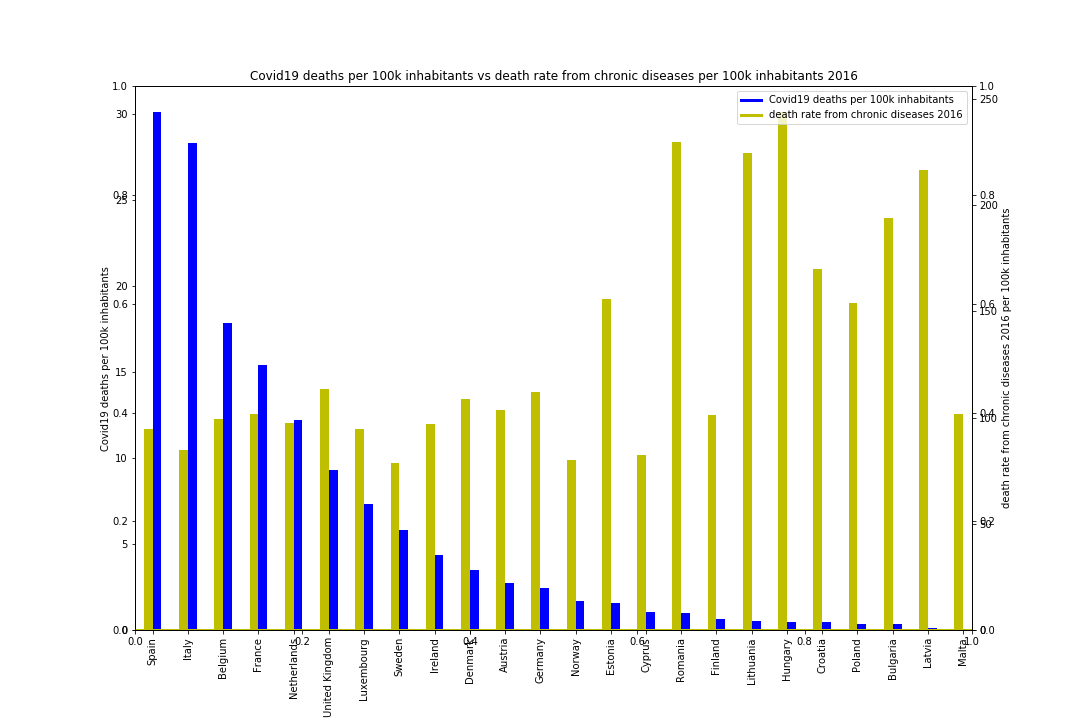 Covid19 deaths per 100k inhabitants vs death rate from chronic diseases per 100k inhabitants 2016
Covid19 deaths per 100k inhabitants
death rate from chronic diseases 2016
Covid19 deaths per 100k inhabitants
1.0
30
0.8
25
20
0.6
15
0.4
10
0.2
5
0.0
0
1.0
250
0.8
200
0.6
150
0.4
100
0.2
50
0.0
0
death rate from chronic diseases 2016 per 100k inhabitants
0.0
0.2
0.4
0.6
0.8
1.0
Spain
Italy
Belgium
France
Netherlands
United Kingdom
Luxembourg
Sweden
Ireland
Denmark
Austria
Germany
Norway
Estonia
Cyprus
Romania
Finland
Lithuania
Hungary
Croatia
Poland
Bulgaria
Latvia
Malta